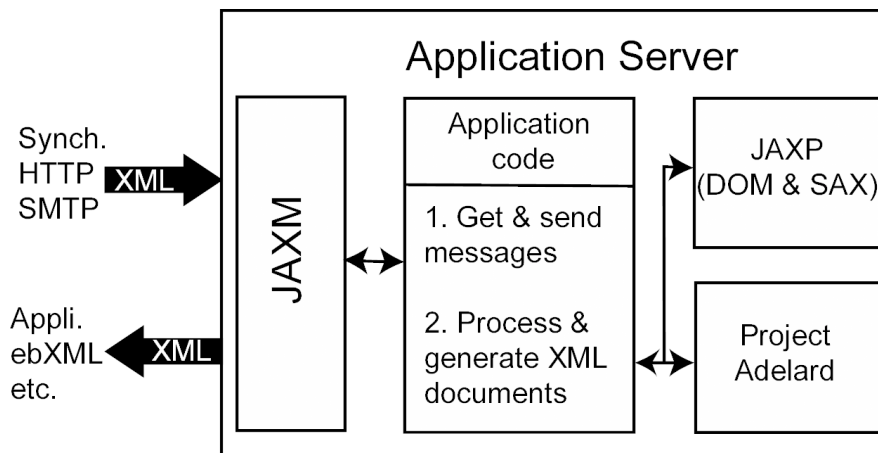 Application Server
Synch.
HTTP
SMTP
XML
Appli.
ebXML
etc.
XML
JAXM
Application
code
1. Get & send
messages
2. Process &
generate XML
documents
JAXP
(DOM & SAX)
Project
Adelard